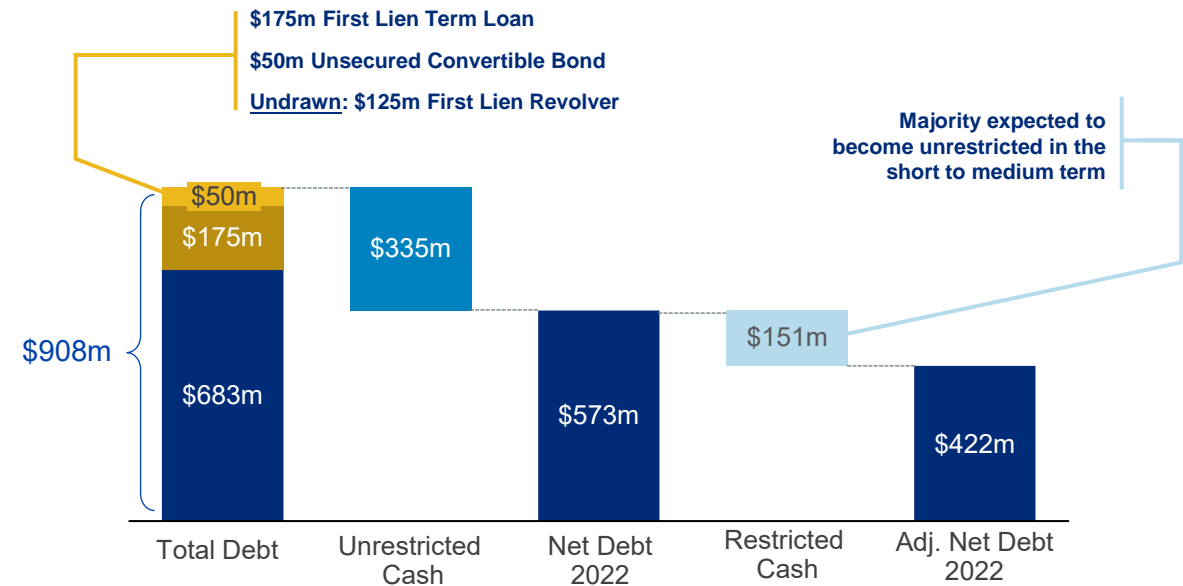 $175m First Lien Term Loan
$50m Unsecured Convertible Bond
Undrawn: $125m First Lien Revolver
Majority expected to
become unrestricted in the
short to medium term
$50m
$175m
$335m
$151m
$908m
$683m
$573m
$422m
Total Debt
Unrestricted
Cash
Net Debt
2022
Restricted
Cash
Adj. Net Debt
2022